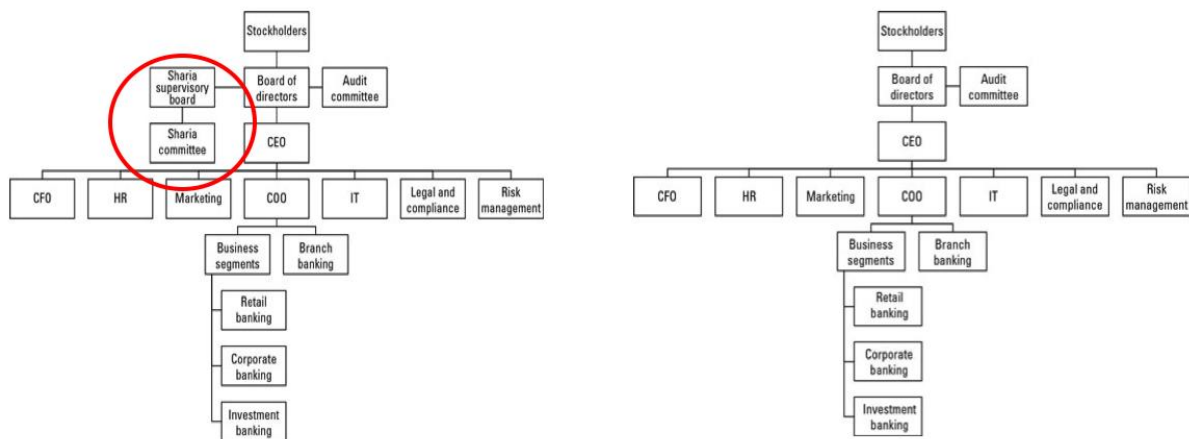 Stockholders
Sharia
supervisory
board
Board of
directors
Audit
committee
Sharia
committee
CEO
CFO
HR
Marketing
COO
IT
Legal and
compliance
Risk
management
Business
segments
Branch
banking
Retail
banking
Corporate
banking
Investment
banking
Stockholders
Board of
directors
Audit
committee
CEO
CFO
HR
Marketing
COO
IT
Legal and
compliance
Risk
management
Business
segments
Branch
banking
Retail
banking
Corporate
banking
Investment
banking